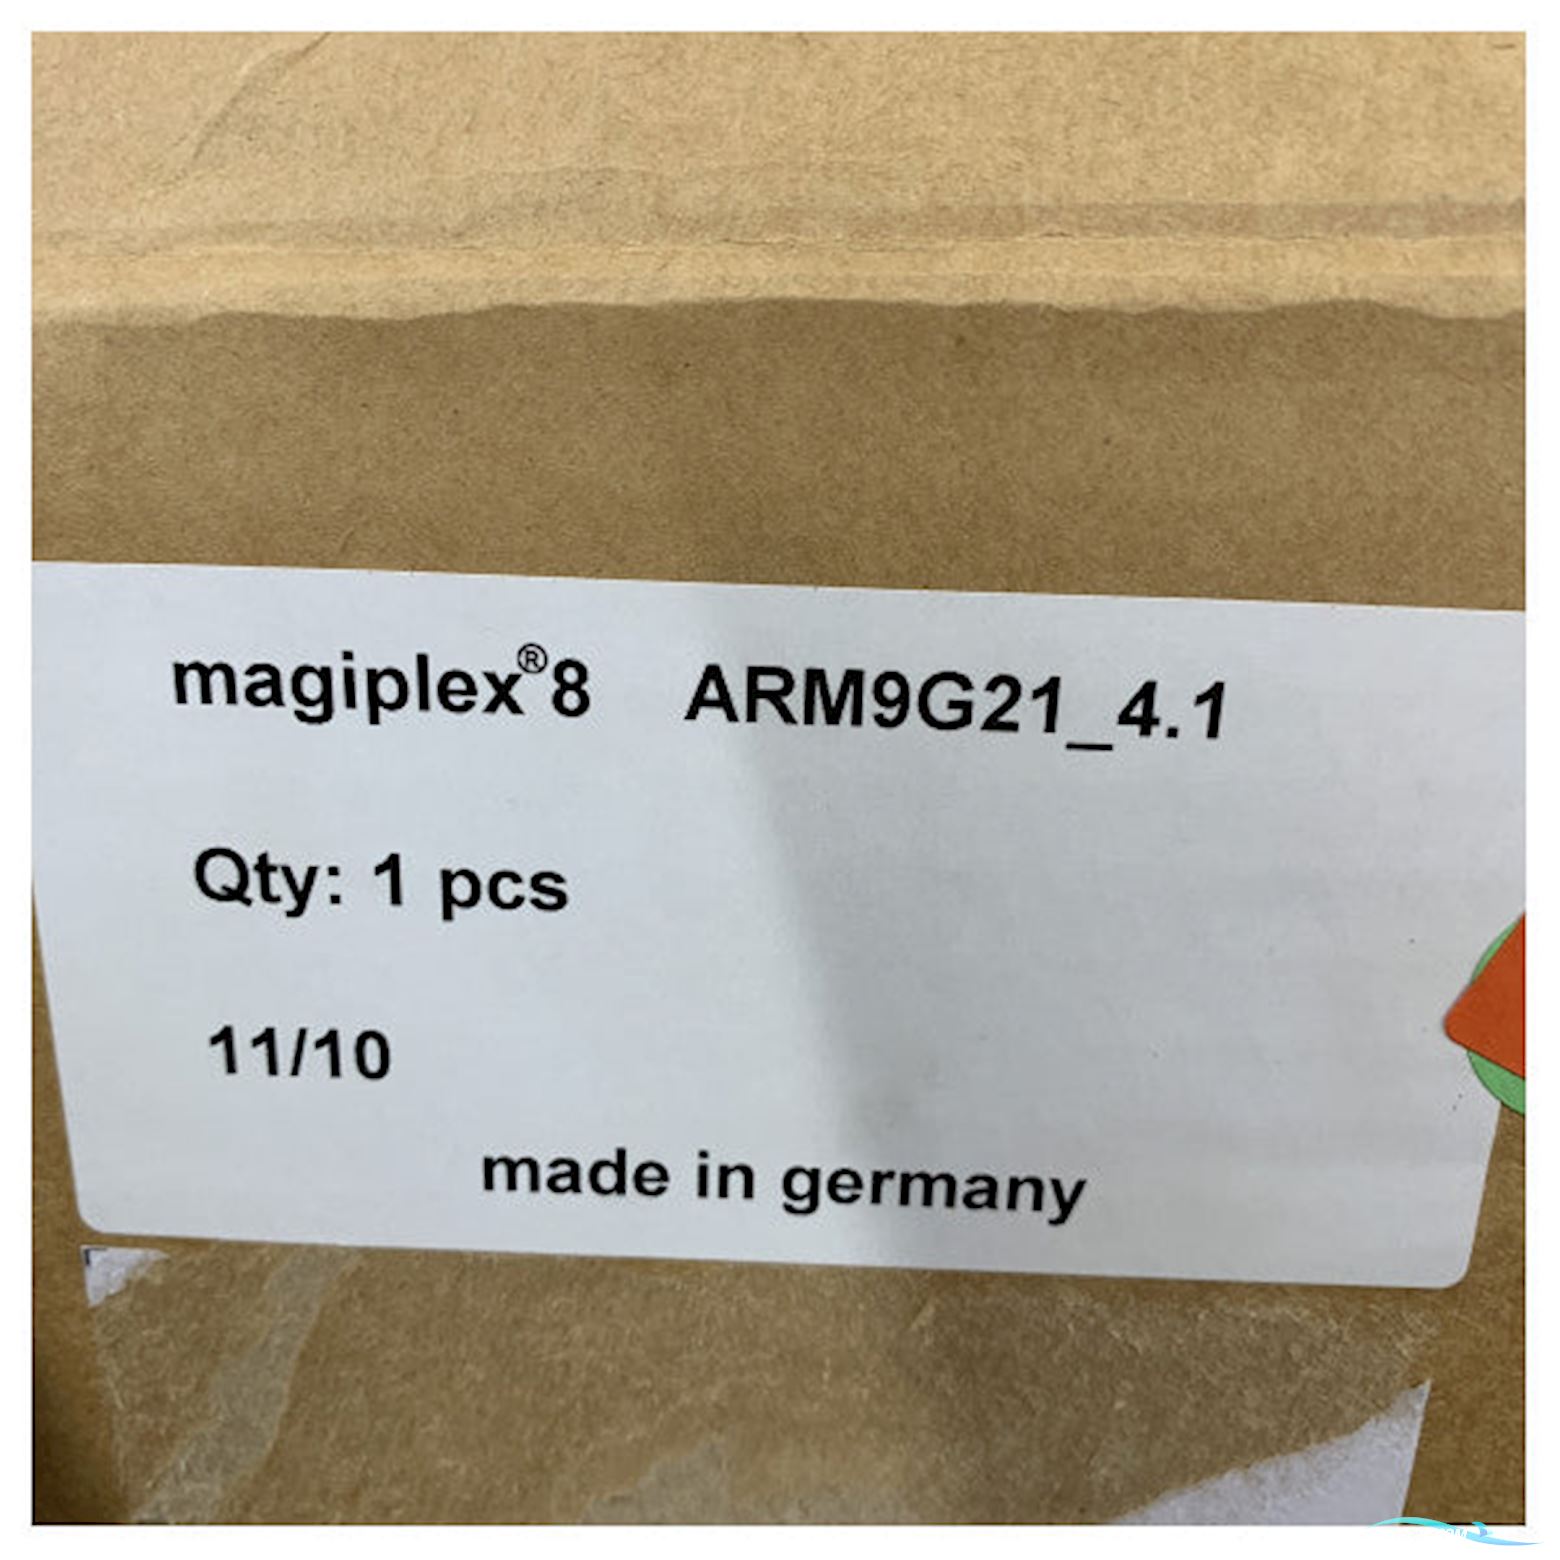 magiplex®8 ARM9G21_4.1
Qty: 1 pcs
11/10
made in germany